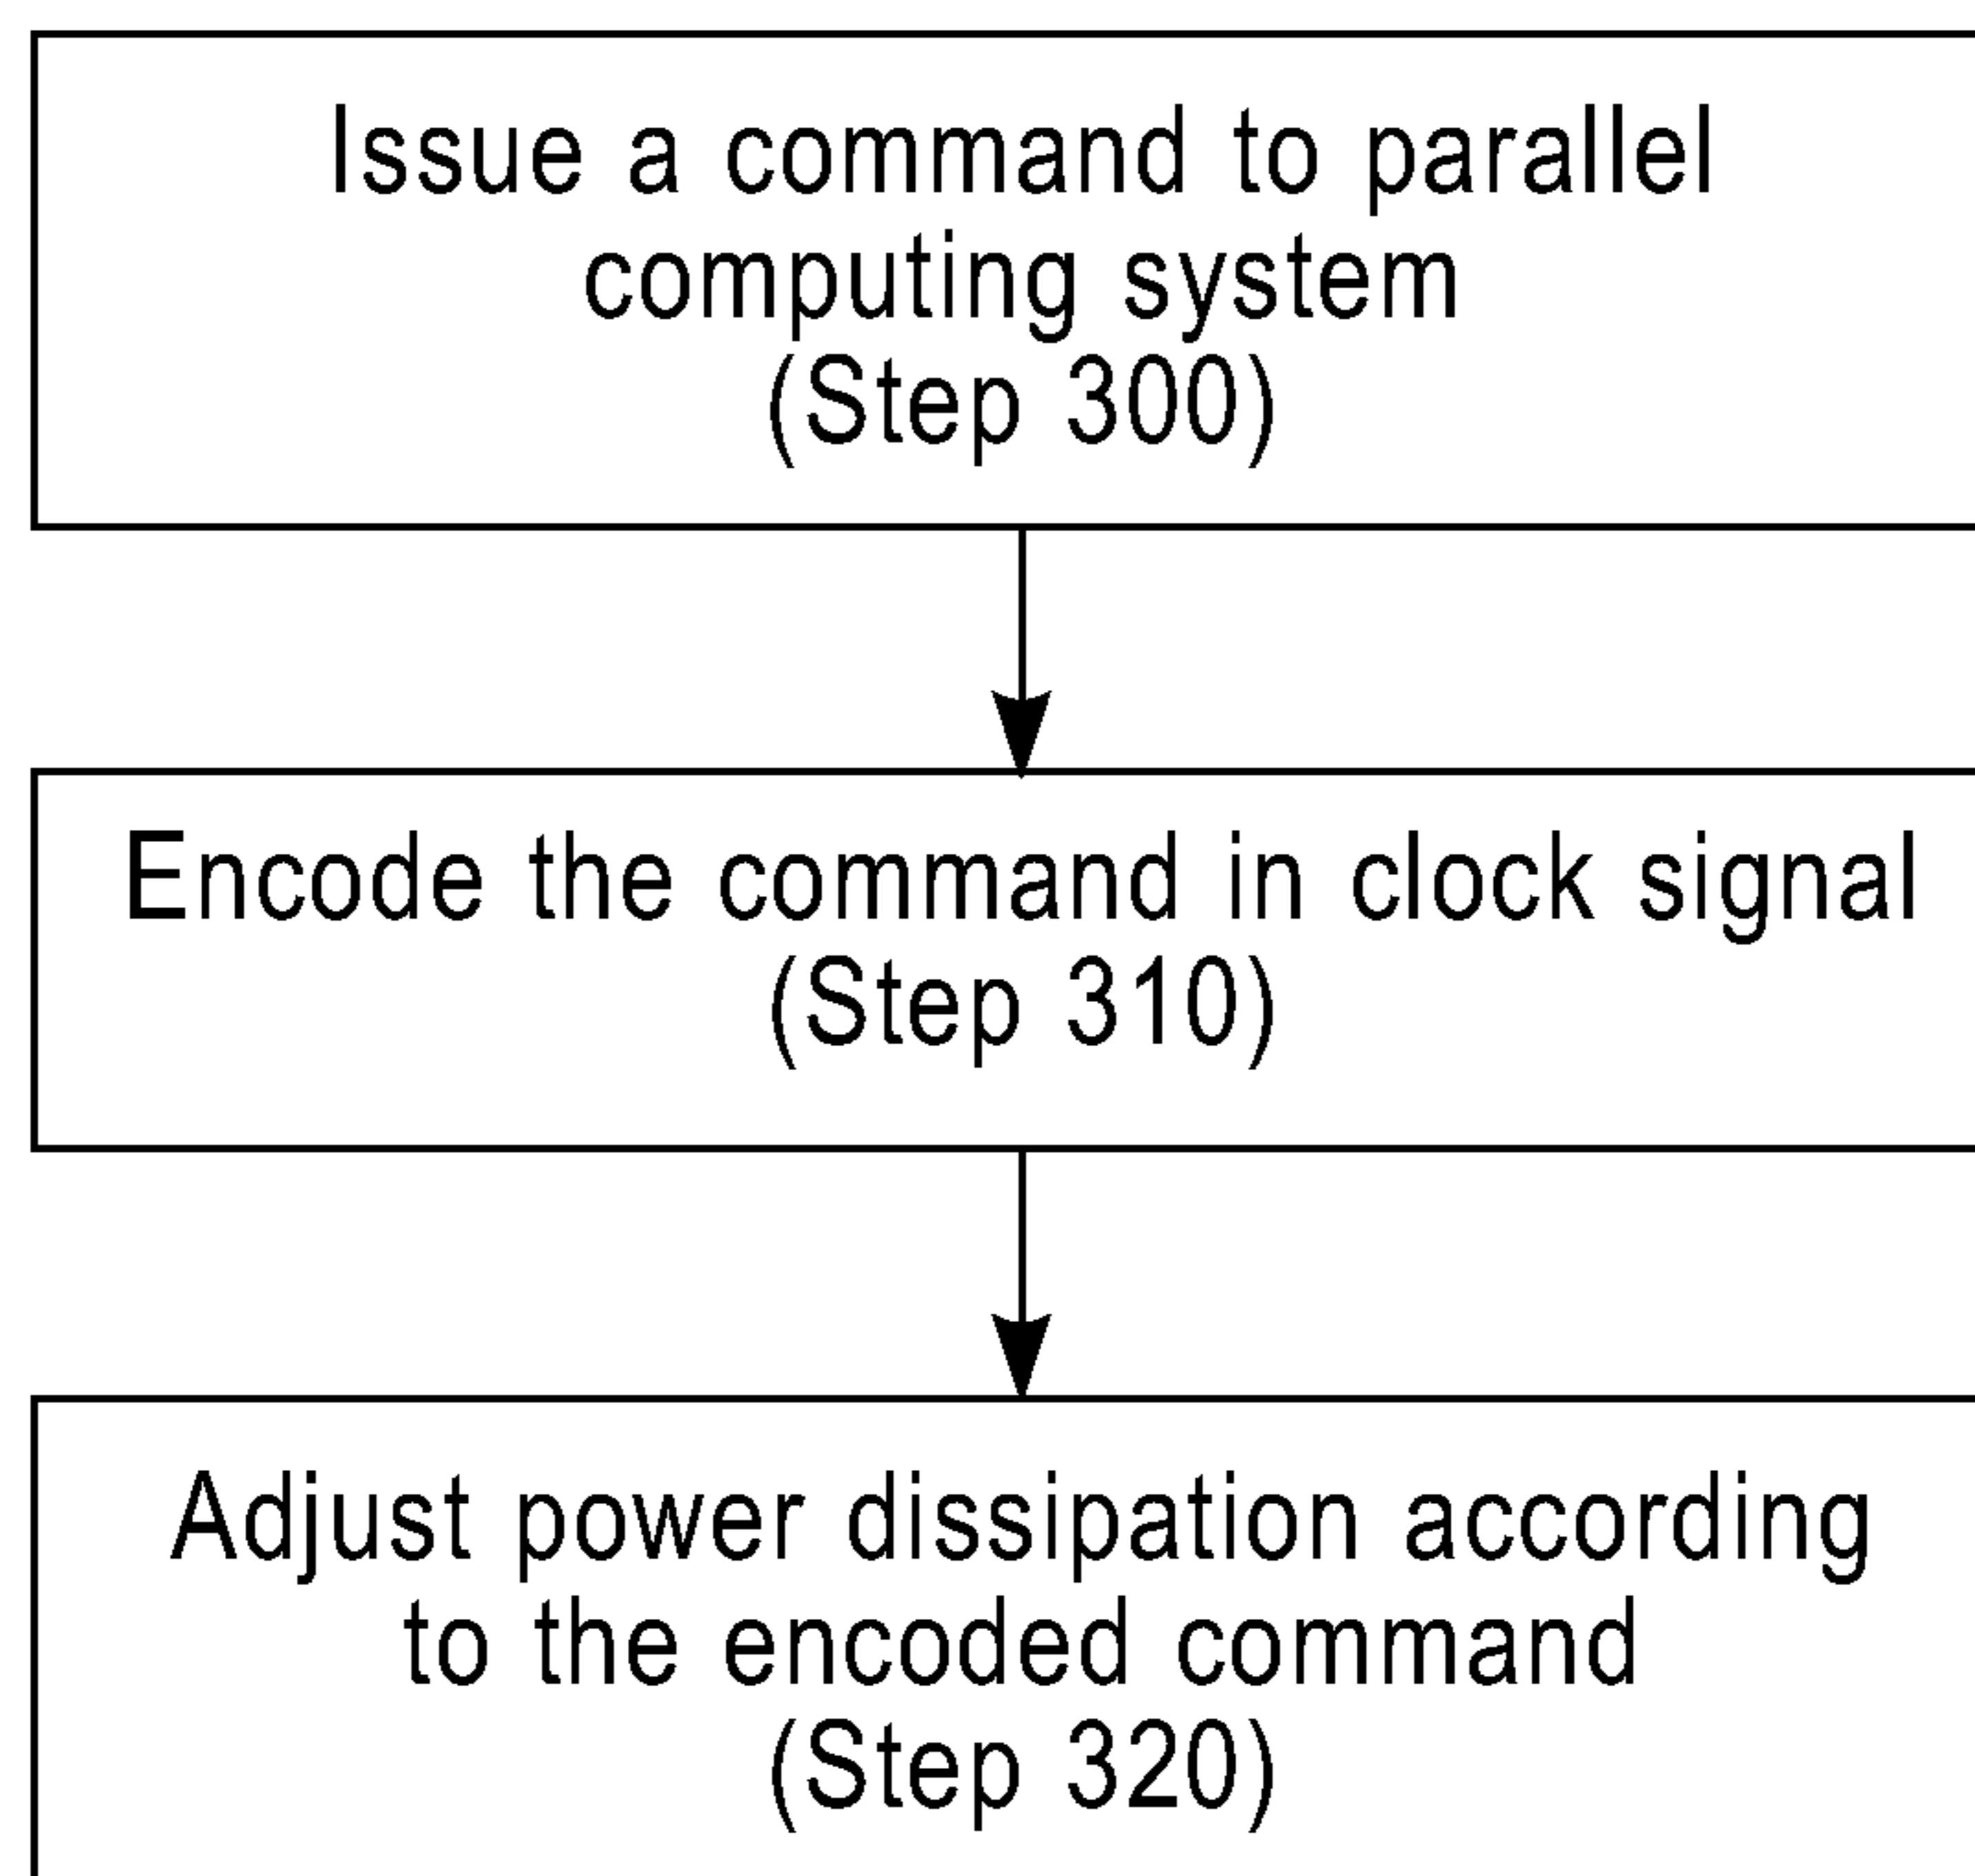 Issue a command to parallel
computing system
(Step 300)
Encode the command in clock signal
(Step 310)
Adjust power dissipation according
to the encoded command
(Step 320)